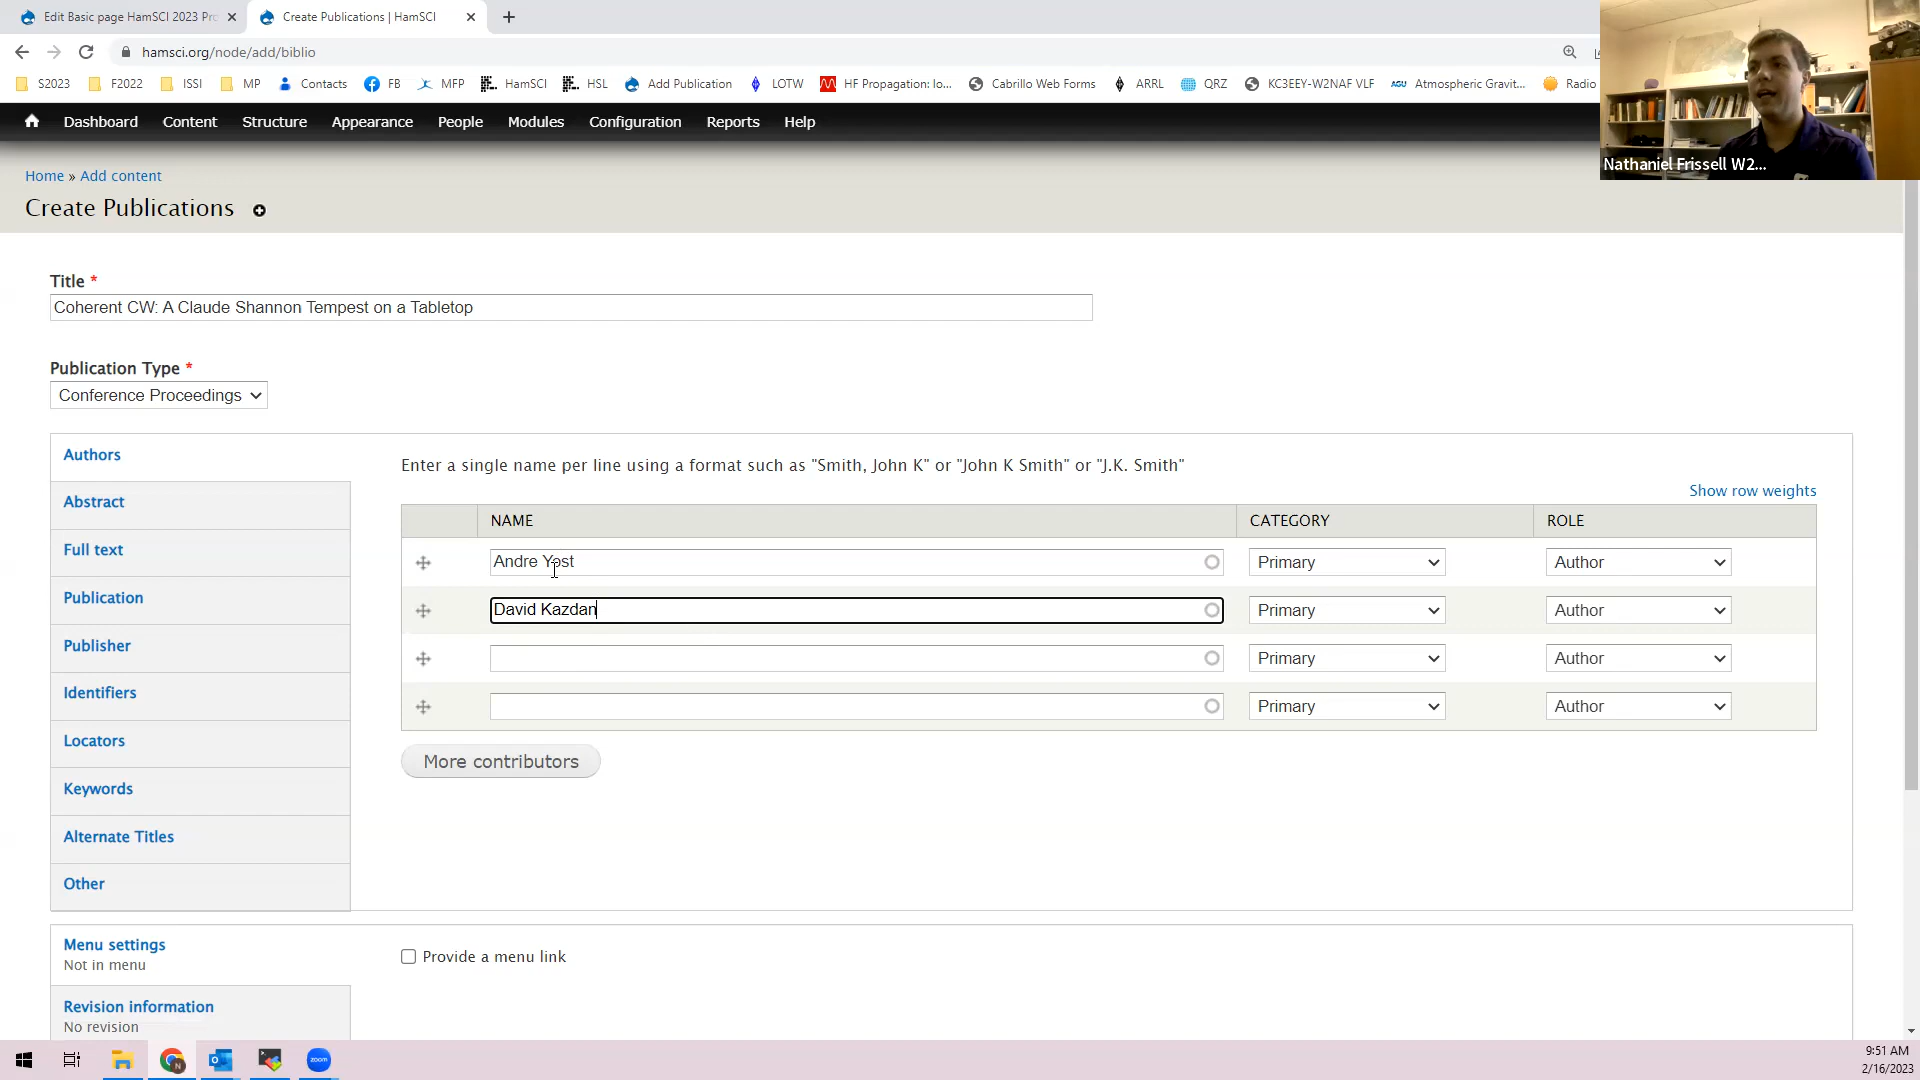 Edit Basic page HamSCI 2023 Pro
Create Publications | HamSCI
hamsci.org/node/add/biblio
S2023
F2022
ISSI
MP
Contacts
FB
MFP
HamSCI
HSL
Add Publication
LOTW
HF Propagation: Io...
Cabrillo Web Forms
ARRL
QRZ
KC3EEY-W2NAF VLF
AGU
Atmospheric Gravit...
Radio
Dashboard
Content
Structure
Appearance
People
Modules
Configuration
Reports
Help
Nathaniel Frissell W2...
Home » Add content
Create Publications
Title *
Coherent CW: A Claude Shannon Tempest on a Tabletop
Publication Type *
Conference Proceedings
Authors
Abstract
Full text
Publication
Publisher
Identifiers
Locators
Keywords
Alternate Titles
Other
Enter a single name per line using a format such as "Smith, John K" or "John K Smith" or "J.K. Smith"
Show row weights
NAME
CATEGORY
ROLE
Andre Yost
Primary
Author
David Kazdan
Primary
Author
Primary
Author
Primary
Author
More contributors
Menu settings
Not in menu
Provide a menu link
Revision information
No revision
zoom
9:51 AM
2/16/2023